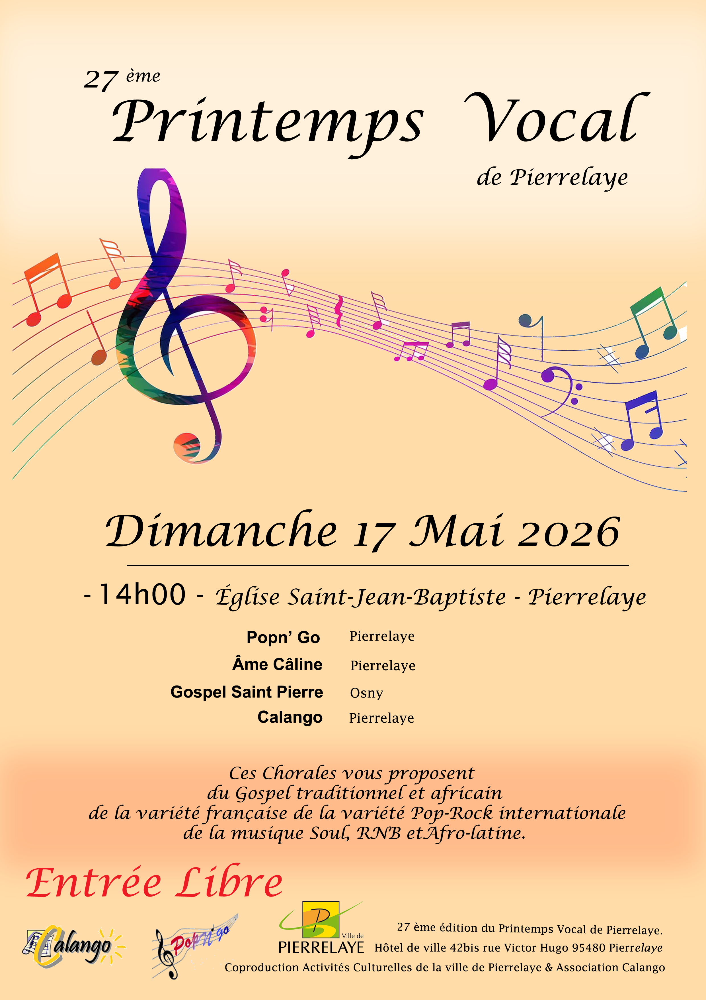 27 ème
Printemps Vocal
de Pierrelaye
Dimanche 17 Mai 2026
- 14h00 - Église Saint-Jean-Baptiste - Pierrelaye
Popn’ Go Pierrelaye
Âme Câline Pierrelaye
Gospel Saint Pierre Osny
Calango Pierrelaye
Ces Chorales vous proposent
du Gospel traditionnel et africain
de la variété française de la variété Pop-Rock internationale
de la musique Soul, RNB etAfro-latine.
Entrée Libre
Calango
PopN'go
P
Ville de
PIERRELAYE
27 ème édition du Printemps Vocal de Pierrelaye.
Hôtel de ville 42bis rue Victor Hugo 95480 Pierrelaye
Coproduction Activités Culturelles de la ville de Pierrelaye & Association Calango